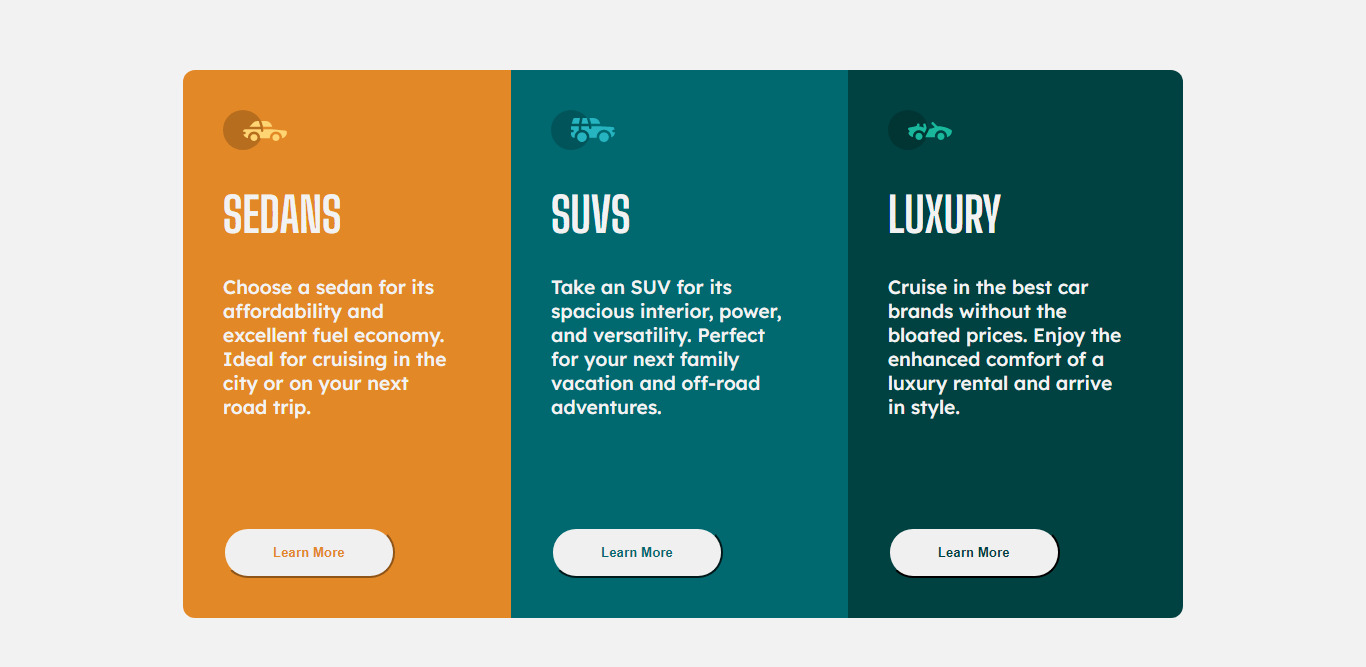 SEDANS
Choose a sedan for its
affordability and
excellent fuel economy.
Ideal for cruising in the
city or on your next
road trip.
Learn More
SUVS
Take an SUV for its
spacious interior, power,
and versatility. Perfect
for your next family
vacation and off-road
adventures.
Learn More
LUXURY
Cruise in the best car
brands without the
bloated prices. Enjoy the
enhanced comfort of a
luxury rental and arrive
in style.
Learn More